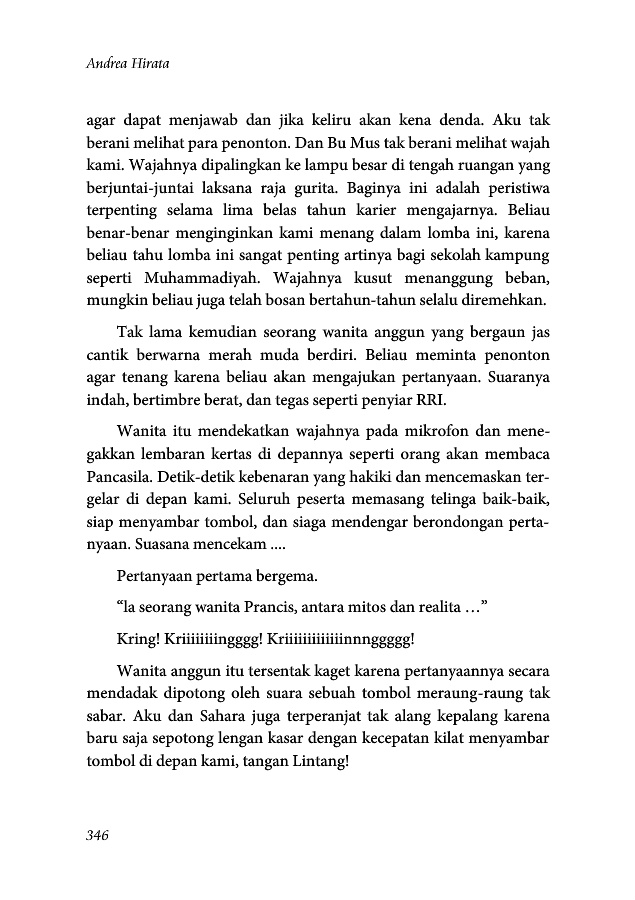 Andrea Hirata
agar dapat menjawab dan jika keliru akan kena denda. Aku tak
berani melihat para penonton. Dan Bu Mus tak berani melihat wajah
kami. Wajahnya dipalingkan ke lampu besar di tengah ruangan yang
berjuntai-juntai laksana raja gurita. Baginya ini adalah peristiwa
terpenting selama lima belas tahun karier mengajarnya. Beliau
benar-benar menginginkan kami menang dalam lomba ini, karena
beliau tahu lomba ini sangat penting artinya bagi sekolah kampung
seperti Muhammadiyah. Wajahnya kusut menanggung beban,
mungkin beliau juga telah bosan bertahun-tahun selalu diremehkan.
Tak lama kemudian seorang wanita anggun yang bergaun jas
cantik berwarna merah muda berdiri. Beliau meminta penonton
agar tenang karena beliau akan mengajukan pertanyaan. Suaranya
indah, bertimbre berat, dan tegas seperti penyiar RRI.
Wanita itu mendekatkan wajahnya pada mikrofon dan mene-
gakkan lembaran kertas di depannya seperti orang akan membaca
Pancasila. Detik-detik kebenaran yang hakiki dan mencemaskan ter-
gelar di depan kami. Seluruh peserta memasang telinga baik-baik,
siap menyambar tombol, dan siaga mendengar berondongan perta-
nyaan. Suasana mencekam ....
Pertanyaan pertama bergema.
“la seorang wanita Prancis, antara mitos dan realita …”
Kring! Kriiiiiiiingggg! Kriiiiiiiiiiiiinnnggggg!
Wanita anggun itu tersentak kaget karena pertanyaannya secara
mendadak dipotong oleh suara sebuah tombol meraung-raung tak
sabar. Aku dan Sahara juga terperanjat tak alang kepalang karena
baru saja sepotong lengan kasar dengan kecepatan kilat menyambar
tombol di depan kami, tangan Lintang!
346